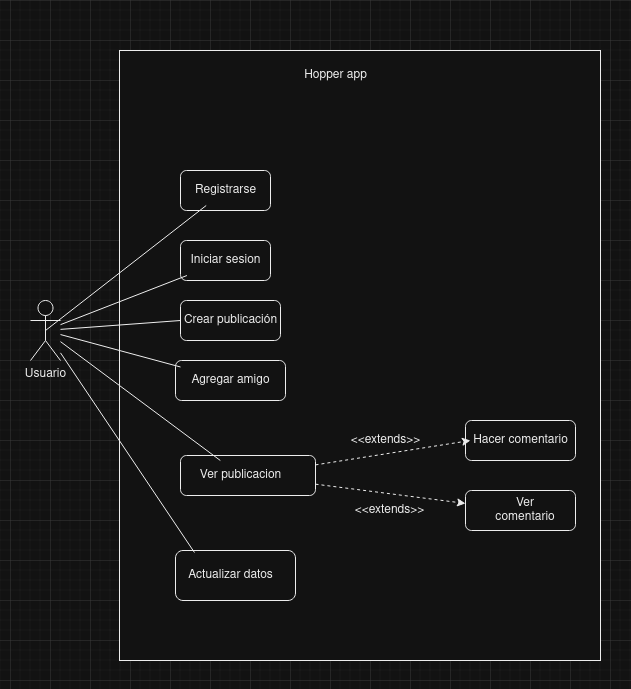 Hopper app
Registrarse
Iniciar sesion
Crear publicación
Agregar amigo
Usuario
Ver publicacion
<<extends>>
Hacer comentario
<<extends>>
Ver
comentario
Actualizar datos